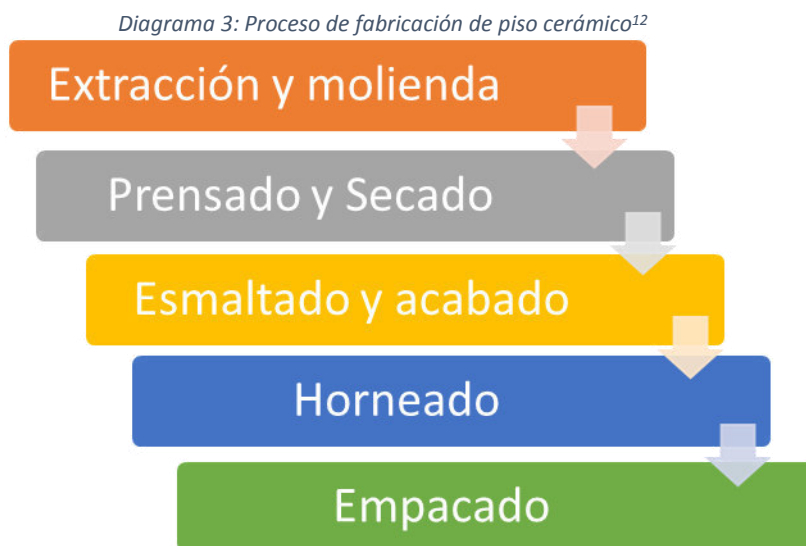 Diagrama 3: Proceso de fabricación de piso cerámico¹²
Extracción y molienda
Prensado y Secado
Esmaltado y acabado
Horneado
Empacado